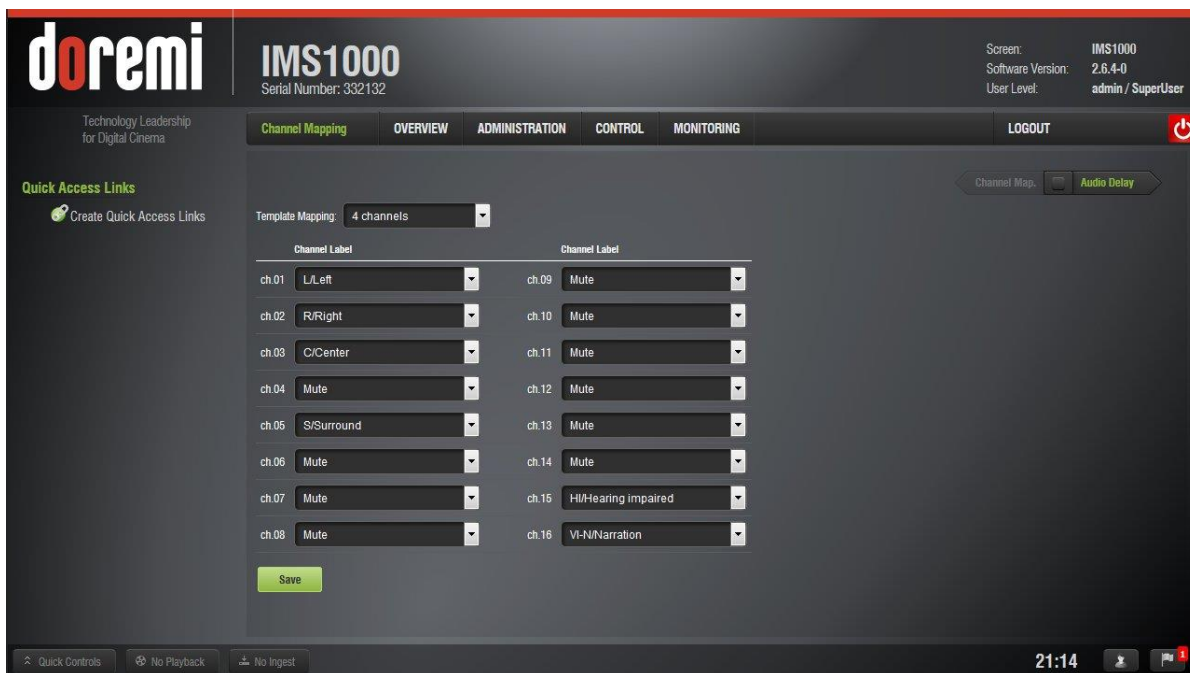 doremi
Technology Leadership
for Digital Cinema
IMS1000
Serial Number: 332132
Screen: IMS1000
Software Version: 2.6.4-0
User Level: admin / SuperUser
Channel Mapping OVERVIEW ADMINISTRATION CONTROL MONITORING LOGOUT
Quick Access Links
Create Quick Access Links
Channel Map. Audio Delay
Template Mapping: 4 channels
Channel Label Channel Label
ch.01 L/Left ch.09 Mute
ch.02 R/Right ch.10 Mute
ch.03 C/Center ch.11 Mute
ch.04 Mute ch.12 Mute
ch.05 S/Surround ch.13 Mute
ch.06 Mute ch.14 Mute
ch.07 Mute ch.15 HI/Hearing impaired
ch.08 Mute ch.16 VI-N/Narration
Save
Quick Controls No Playback No Ingest 21:14 1